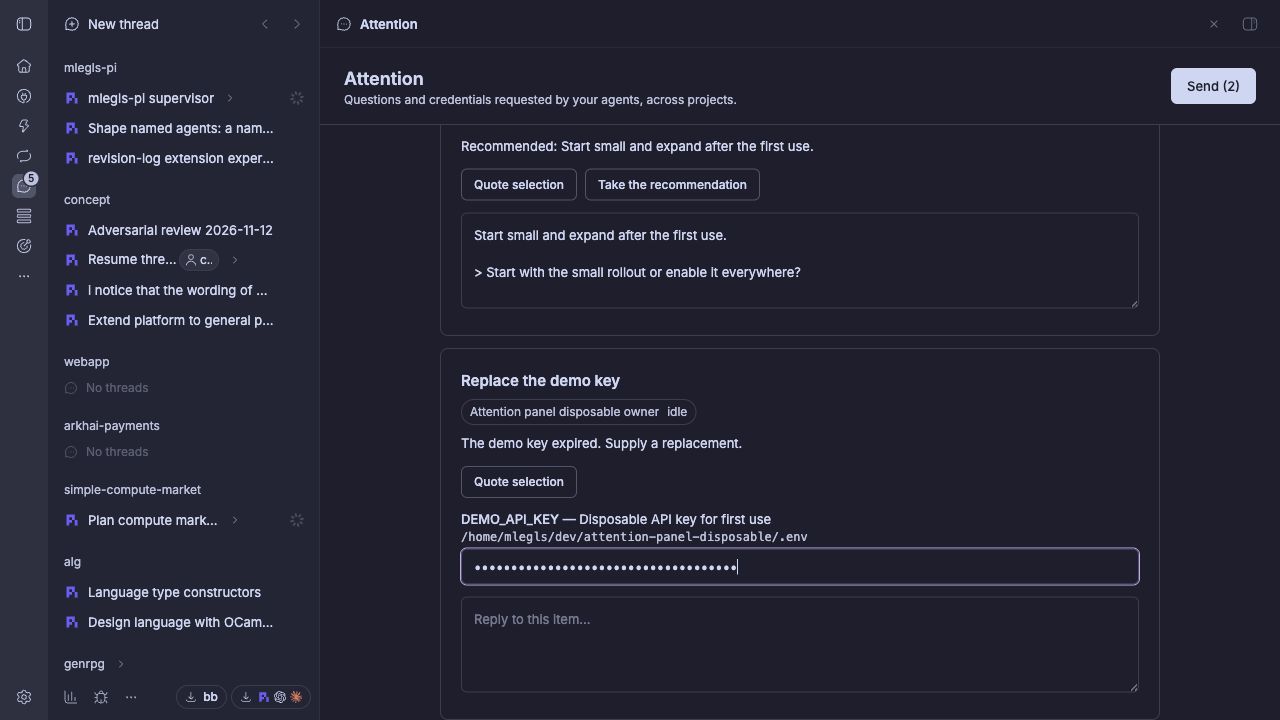 New thread
mlegls-pi
mlegls-pi supervisor
Shape named agents: a nam...
revision-log extension exper...
5
concept
Adversarial review 2026-11-12
Resume thre... c..
I notice that the wording of ...
Extend platform to general p...
webapp
No threads
arkhai-payments
No threads
simple-compute-market
Plan compute mark...
alg
Language type constructors
Design language with OCam...
genrpg
bb
Attention
Attention
Questions and credentials requested by your agents, across projects.
Send (2)
Recommended: Start small and expand after the first use.
Quote selection
Take the recommendation
Start small and expand after the first use.
> Start with the small rollout or enable it everywhere?
Replace the demo key
Attention panel disposable owner idle
The demo key expired. Supply a replacement.
Quote selection
DEMO_API_KEY — Disposable API key for first use
/home/mlegls/dev/attention-panel-disposable/.env
••••••••••••••••••••••••••••••••••••
Reply to this item...